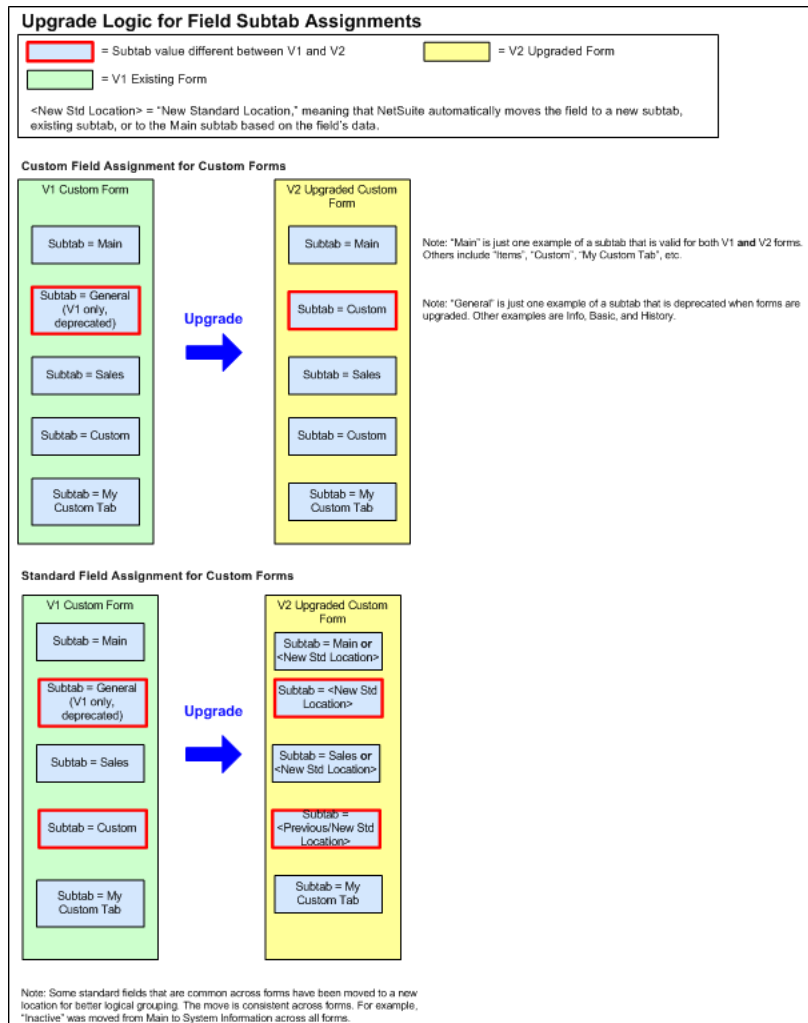 Upgrade Logic for Field Subtab Assignments
= Subtab value different between V1 and V2
= V2 Upgraded Form
= V1 Existing Form
<New Std Location> = "New Standard Location," meaning that NetSuite automatically moves the field to a new subtab,
existing subtab, or to the Main subtab based on the field's data.
Custom Field Assignment for Custom Forms
V1 Custom Form
Subtab = Main
Subtab = General
(V1 only,
deprecated)
Subtab = Sales
Subtab = Custom
Subtab = My
Custom Tab
Upgrade
V2 Upgraded Custom
Form
Subtab = Main
Subtab = Custom
Subtab = Sales
Subtab = Custom
Subtab = My
Custom Tab
Note: "Main" is just one example of a subtab that is valid for both V1 and V2 forms.
Others include "Items", "Custom", "My Custom Tab", etc.
Note: "General" is just one example of a subtab that is deprecated when forms are
upgraded. Other examples are Info, Basic, and History.
Standard Field Assignment for Custom Forms
V1 Custom Form
Subtab = Main
Subtab = General
(V1 only,
deprecated)
Subtab = Sales
Subtab = Custom
Subtab = My
Custom Tab
Upgrade
V2 Upgraded Custom
Form
Subtab = Main or
<New Std Location>
Subtab = <New Std
Location>
Subtab = Sales or
<New Std Location>
Subtab =
<Previous/New Std
Location>
Subtab = My
Custom Tab
Note: Some standard fields that are common across forms have been moved to a new
location for better logical grouping. The move is consistent across forms. For example,
"Inactive" was moved from Main to System Information across all forms.